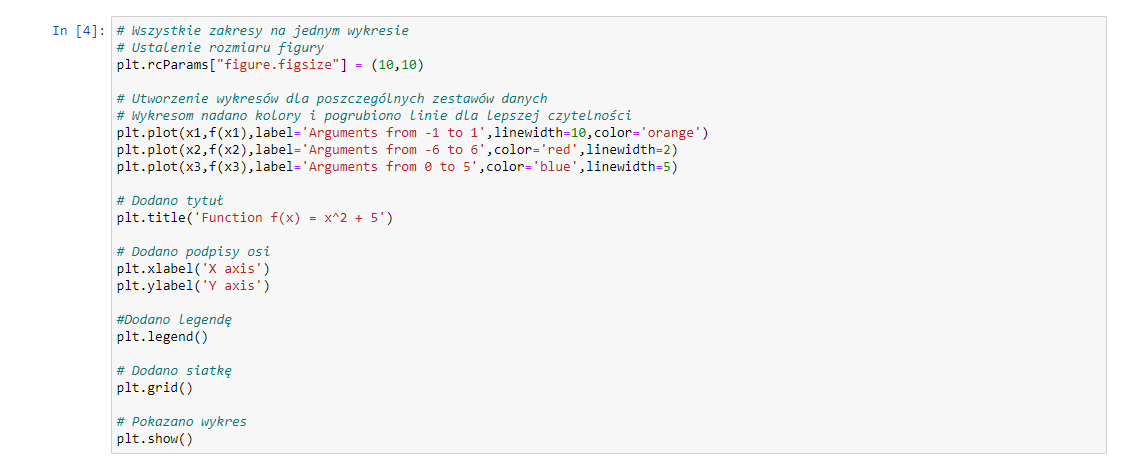 In [4]: # Wszystkie zakresy na jednym wykresie
# Ustalenie rozmiaru figury
plt.rcParams["figure.figsize"] = (10,10)
# Utworzenie wykresów dla poszczególnych zestawów danych
# Wykresom nadano kolory i pogrubiono linie dla lepszej czytelności
plt.plot(x1,f(x1),label='Arguments from -1 to 1',linewidth=10,color='orange')
plt.plot(x2,f(x2),label='Arguments from -6 to 6',color='red',linewidth=2)
plt.plot(x3,f(x3),label='Arguments from 0 to 5',color='blue',linewidth=5)
# Dodano tytuł
plt.title('Function f(x) = x^2 + 5')
# Dodano podpisy osi
plt.xlabel('X axis')
plt.ylabel('Y axis')
#Dodano legendę
plt.legend()
# Dodano siatkę
plt.grid()
# Pokazano wykres
plt.show()